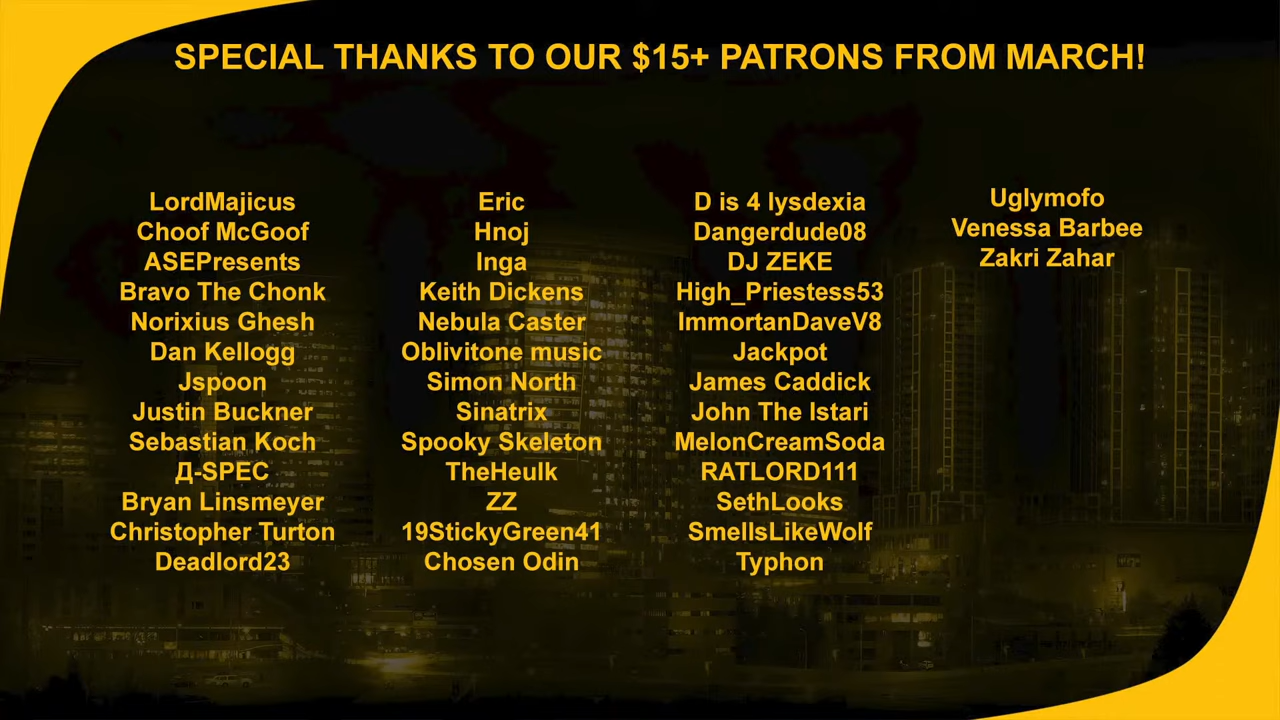 SPECIAL THANKS TO OUR $15+ PATRONS FROM MARCH!
LordMajicus
Choof McGoof
ASEPresents
Bravo The Chonk
Norixius Ghesh
Dan Kellogg
Jspoon
Justin Buckner
Sebastian Koch
Д-SPEC
Bryan Linsmeyer
Christopher Turton
Deadlord23
Eric
Hnoj
Inga
Keith Dickens
Nebula Caster
Oblivitone music
Simon North
Sinatrix
Spooky Skeleton
TheHeulk
ZZ
19StickyGreen41
Chosen Odin
D is 4 lysdexia
Dangerdude08
DJ ZEKE
High_Priestess53
ImmortanDaveV8
Jackpot
James Caddick
John The Istari
MelonCreamSoda
RATLORD111
SethLooks
SmellsLikeWolf
Typhon
Uglymofo
Venessa Barbee
Zakri Zahar